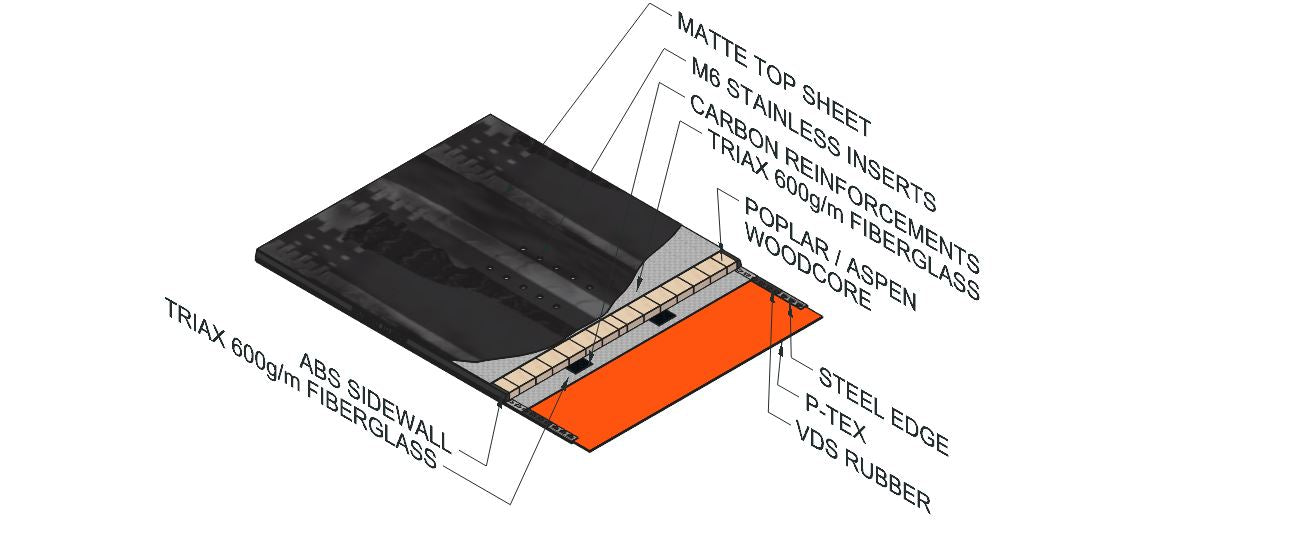 MATTE TOP SHEET
M6 STAINLESS INSERTS
CARBON REINFORCEMENTS
TRIAX 600g/m FIBERGLASS
POPLAR / ASPEN
WOODCORE
STEEL EDGE
P-TEX
VDS RUBBER
ABS SIDEWALL
TRIAX 600g/m FIBERGLASS